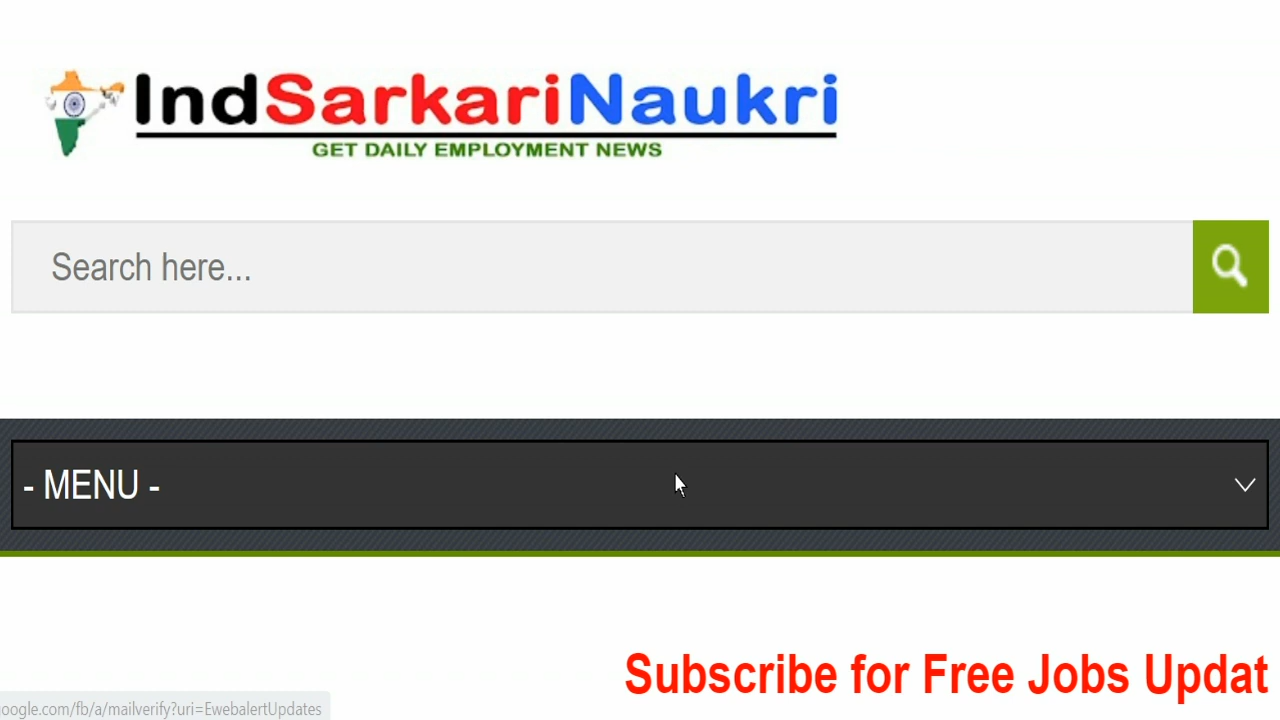 IndSarkariNaukri
GET DAILY EMPLOYMENT NEWS
Search here...
- MENU -
Subscribe for Free Jobs Updat
oogle.com/fb/a/mailverify?uri=EwebalertUpdates